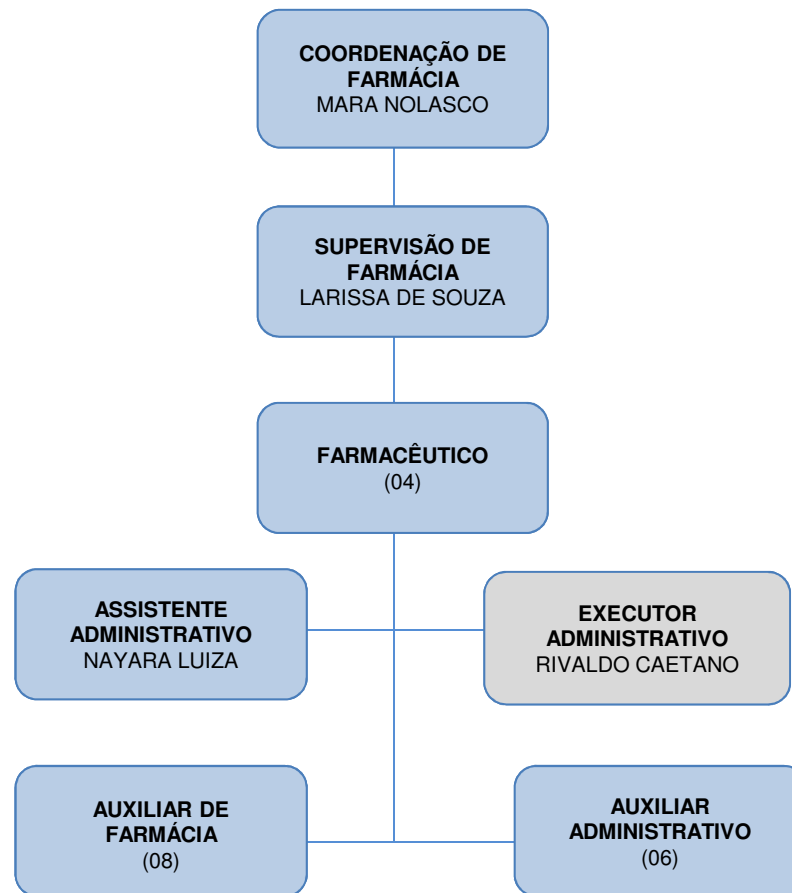 COORDENAÇÃO DE
FARMÁCIA
MARA NOLASCO
SUPERVISÃO DE
FARMÁCIA
LARISSA DE SOUZA
FARMACÊUTICO
(04)
ASSISTENTE
ADMINISTRATIVO
NAYARA LUIZA
EXECUTOR
ADMINISTRATIVO
RIVALDO CAETANO
AUXILIAR DE
FARMÁCIA
(08)
AUXILIAR
ADMINISTRATIVO
(06)